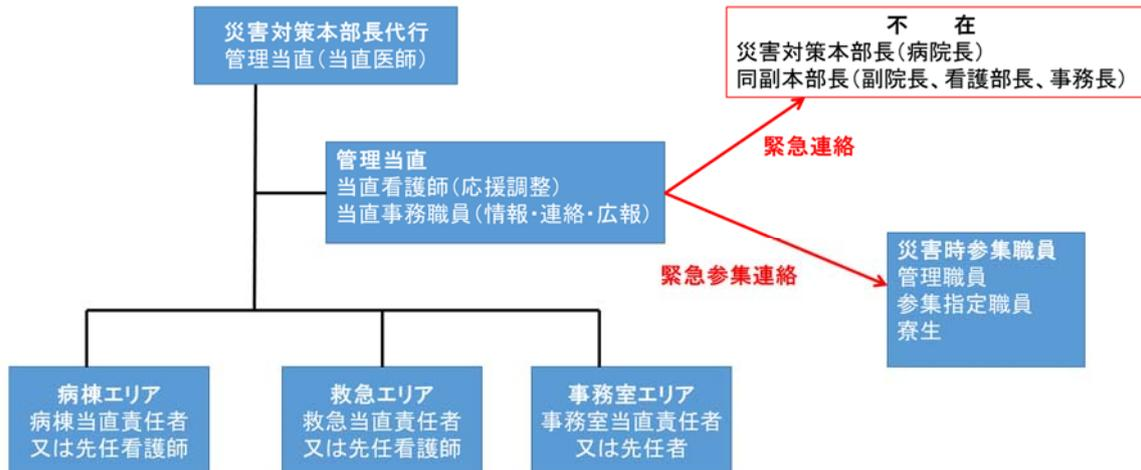 災害対策本部長代行
管理当直(当直医師)
不　在
災害対策本部長(病院長)
同副本部長(副院長、看護部長、事務長)
緊急連絡
管理当直
当直看護師(応援調整)
当直事務職員(情報・連絡・広報)
緊急参集連絡
災害時参集職員
管理職員
参集指定職員
寮生
病棟エリア
病棟当直責任者
又は先任看護師
救急エリア
救急当直責任者
又は先任看護師
事務室エリア
事務室当直責任者
又は先任者